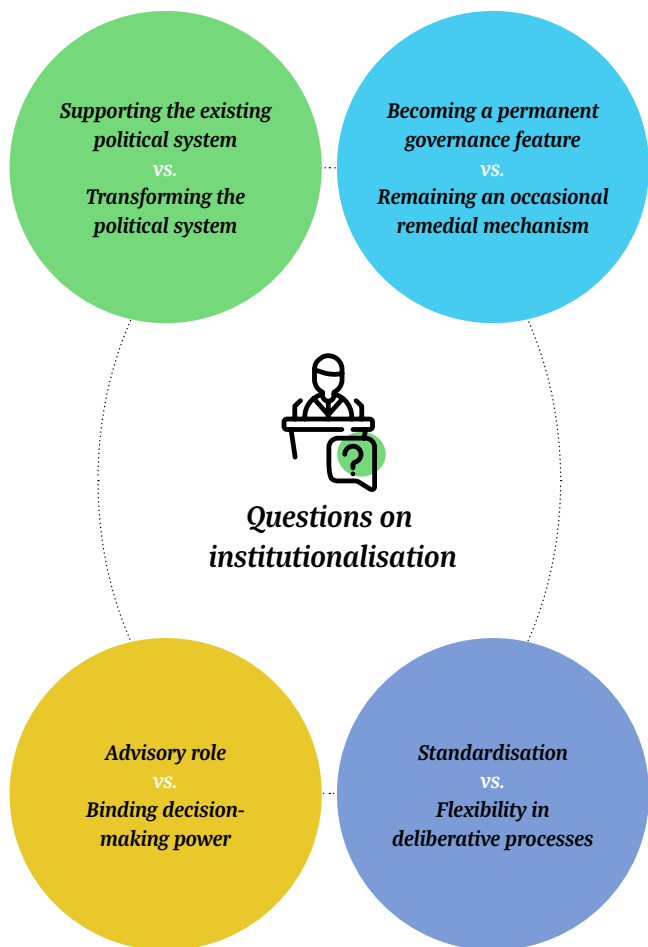 Supporting the existing
political system
vs.
Transforming the
political system
Becoming a permanent
governance feature
vs.
Remaining an occasional
remedial mechanism
?
Questions on
institutionalisation
Advisory role
vs.
Binding decision-
making power
Standardisation
vs.
Flexibility in
deliberative processes